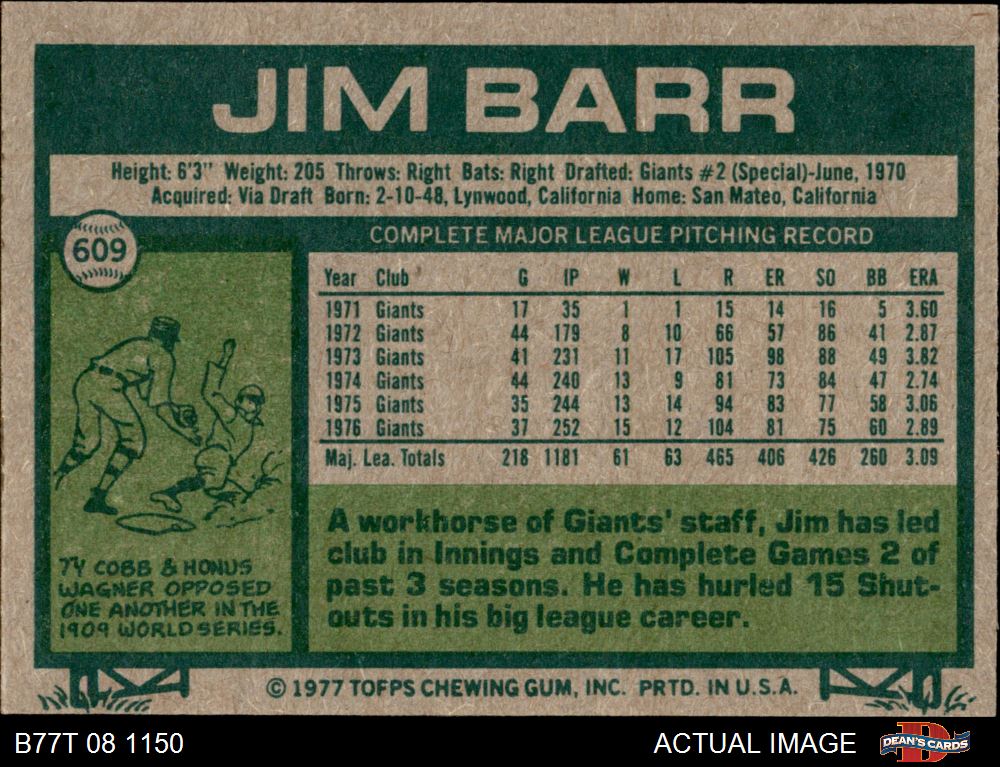 JIM BARR
Height: 6'3" Weight: 205 Throws: Right Bats: Right Drafted: Giants #2 (Special)-June, 1970
Acquired: Via Draft Born: 2-10-48, Lynwood, California Home: San Mateo, California
609
COMPLETE MAJOR LEAGUE PITCHING RECORD
Year Club G IP W L R ER SO BB ERA
1971 Giants 17 35 1 1 15 14 16 5 3.60
1972 Giants 44 179 8 10 66 57 86 41 2.87
1973 Giants 41 231 11 17 105 98 88 49 3.82
1974 Giants 44 240 13 9 81 73 84 47 2.74
1975 Giants 35 244 13 14 94 83 77 58 3.06
1976 Giants 37 252 15 12 104 81 75 60 2.89
Maj. Lea. Totals 218 1181 61 63 465 406 426 260 3.09
TY COBB & HONUS
WAGNER OPPOSED
ONE ANOTHER IN THE
1909 WORLD SERIES.
A workhorse of Giants' staff, Jim has led
club in Innings and Complete Games 2 of
past 3 seasons. He has hurled 15 Shut-
outs in his big league career.
© 1977 TOPPS CHEWING GUM, INC. PRTD. IN U.S.A.
B77T 08 1150
ACTUAL IMAGE
DEAN'S CARDS